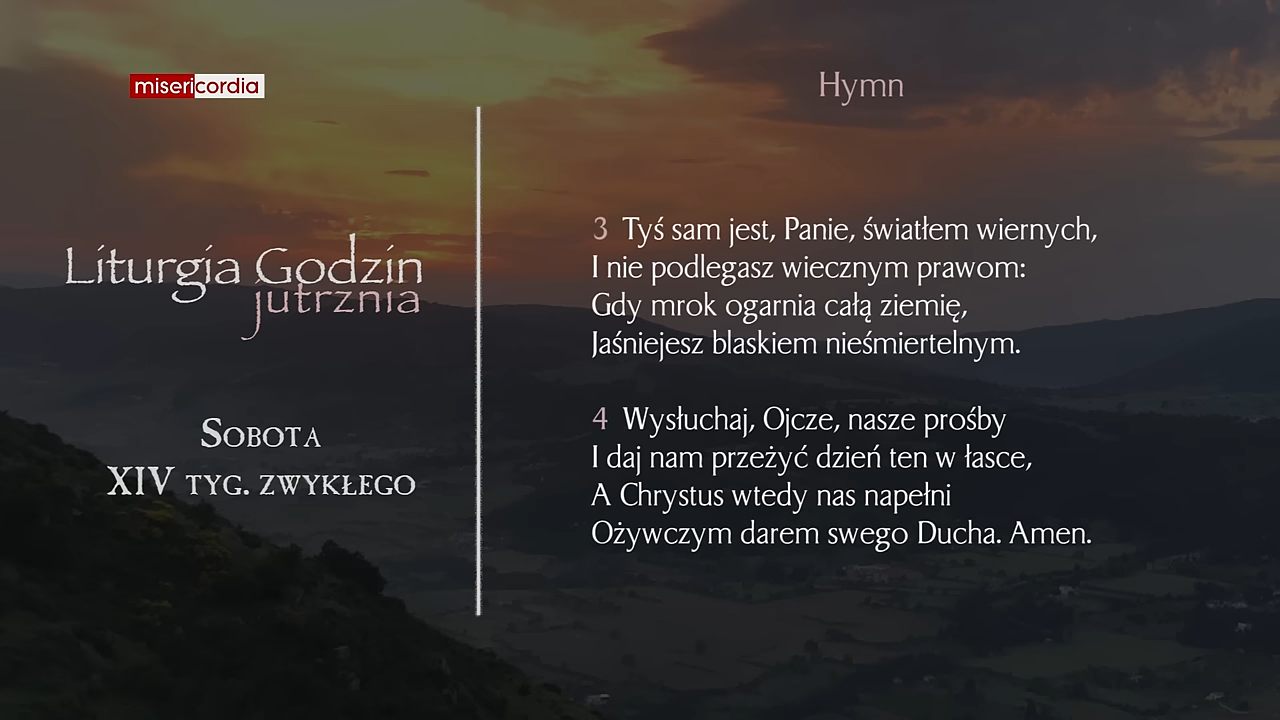 misericordia
Liturgia Godzin
jutrznia
Sobota
XIV tyg. zwykłego
Hymn
3 Tyś sam jest, Panie, światłem wiernych,
I nie podlegasz wiecznym prawom:
Gdy mrok ogarnia całą ziemię,
Jaśniejesz blaskiem nieśmiertelnym.
4 Wysłuchaj, Ojcze, nasze prośby
I daj nam przeżyć dzień ten w łasce,
A Chrystus wtedy nas napełni
Ożywczym darem swego Ducha. Amen.